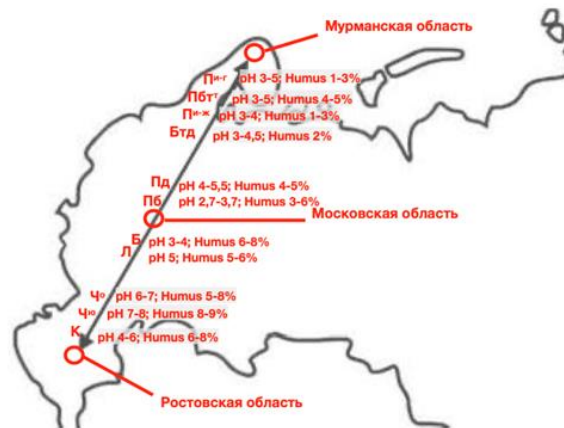 Мурманская область
Пи-г pH 3-5; Humus 1-3%
Пбтт pH 3-5; Humus 4-5%
Пи-ж pH 3-4; Humus 1-3%
Бтд pH 3-4,5; Humus 2%
Пд pH 4-5,5; Humus 4-5%
Пб pH 2,7-3,7; Humus 3-6%
Московская область
Б pH 3-4; Humus 6-8%
Л pH 5; Humus 5-6%
Чо pH 6-7; Humus 5-8%
Чю pH 7-8; Humus 8-9%
К pH 4-6; Humus 6-8%
Ростовская область